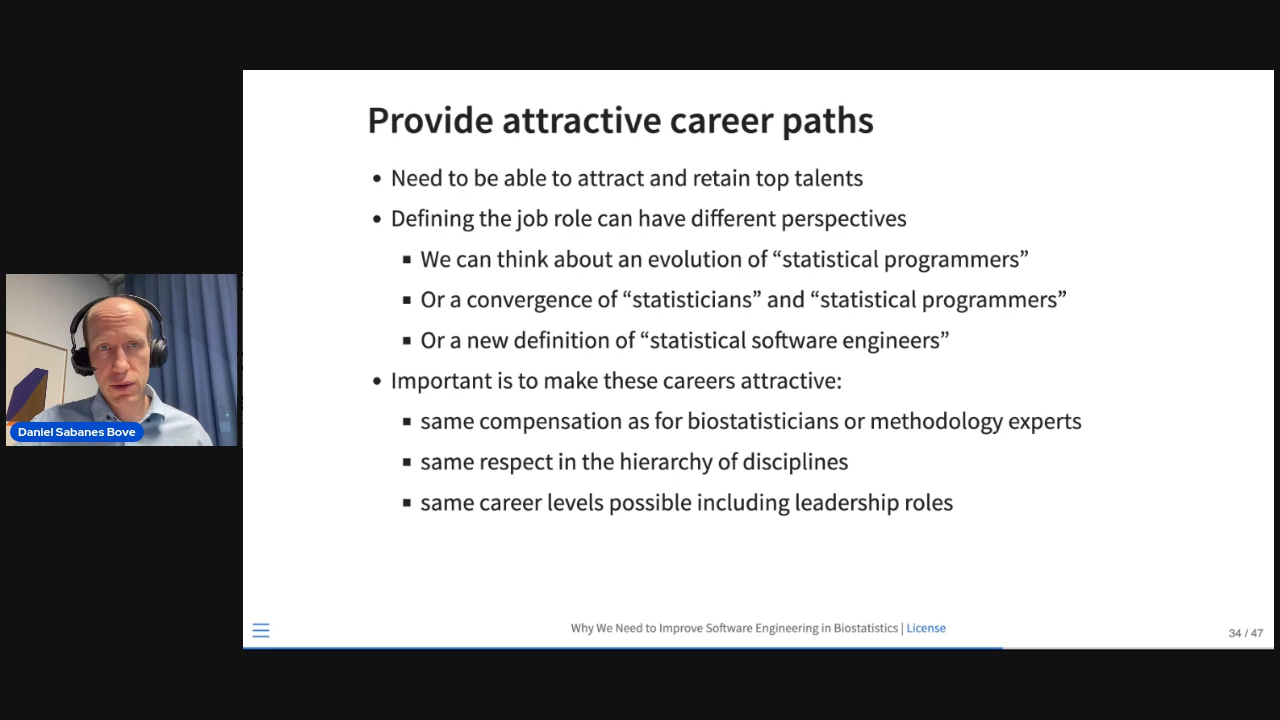 Provide attractive career paths
• Need to be able to attract and retain top talents
• Defining the job role can have different perspectives
▪ We can think about an evolution of “statistical programmers”
▪ Or a convergence of “statisticians” and “statistical programmers”
▪ Or a new definition of “statistical software engineers”
• Important is to make these careers attractive:
▪ same compensation as for biostatisticians or methodology experts
▪ same respect in the hierarchy of disciplines
▪ same career levels possible including leadership roles
Daniel Sabanes Bove
Why We Need to Improve Software Engineering in Biostatistics | License
34 / 47